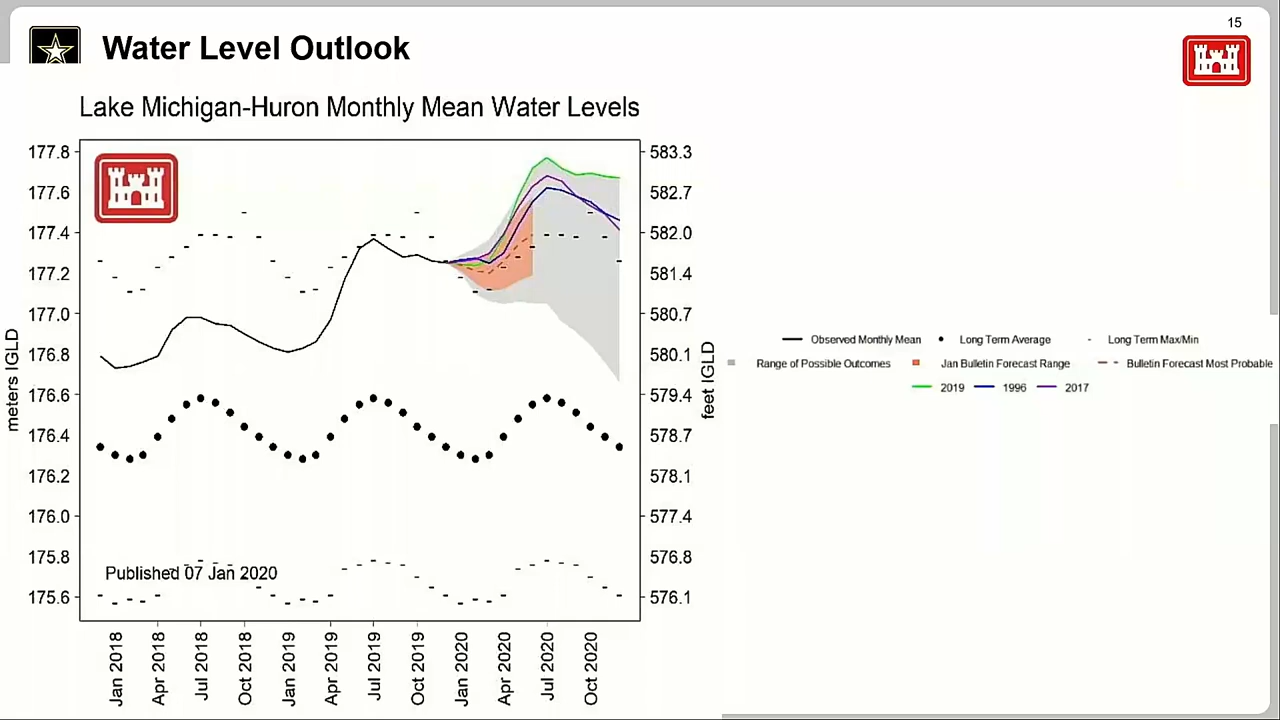 15
Water Level Outlook
Lake Michigan-Huron Monthly Mean Water Levels
177.8
177.6
177.4
177.2
177.0
176.8
176.6
176.4
176.2
176.0
175.8
175.6
meters IGLD
583.3
582.7
582.0
581.4
580.7
580.1
579.4
578.7
578.1
577.4
576.8
576.1
feet IGLD
Published 07 Jan 2020
Jan 2018
Apr 2018
Jul 2018
Oct 2018
Jan 2019
Apr 2019
Jul 2019
Oct 2019
Jan 2020
Apr 2020
Jul 2020
Oct 2020
Observed Monthly Mean
Long Term Average
Long Term Max/Min
Range of Possible Outcomes
Jan Bulletin Forecast Range
Bulletin Forecast Most Probable
2019
1996
2017